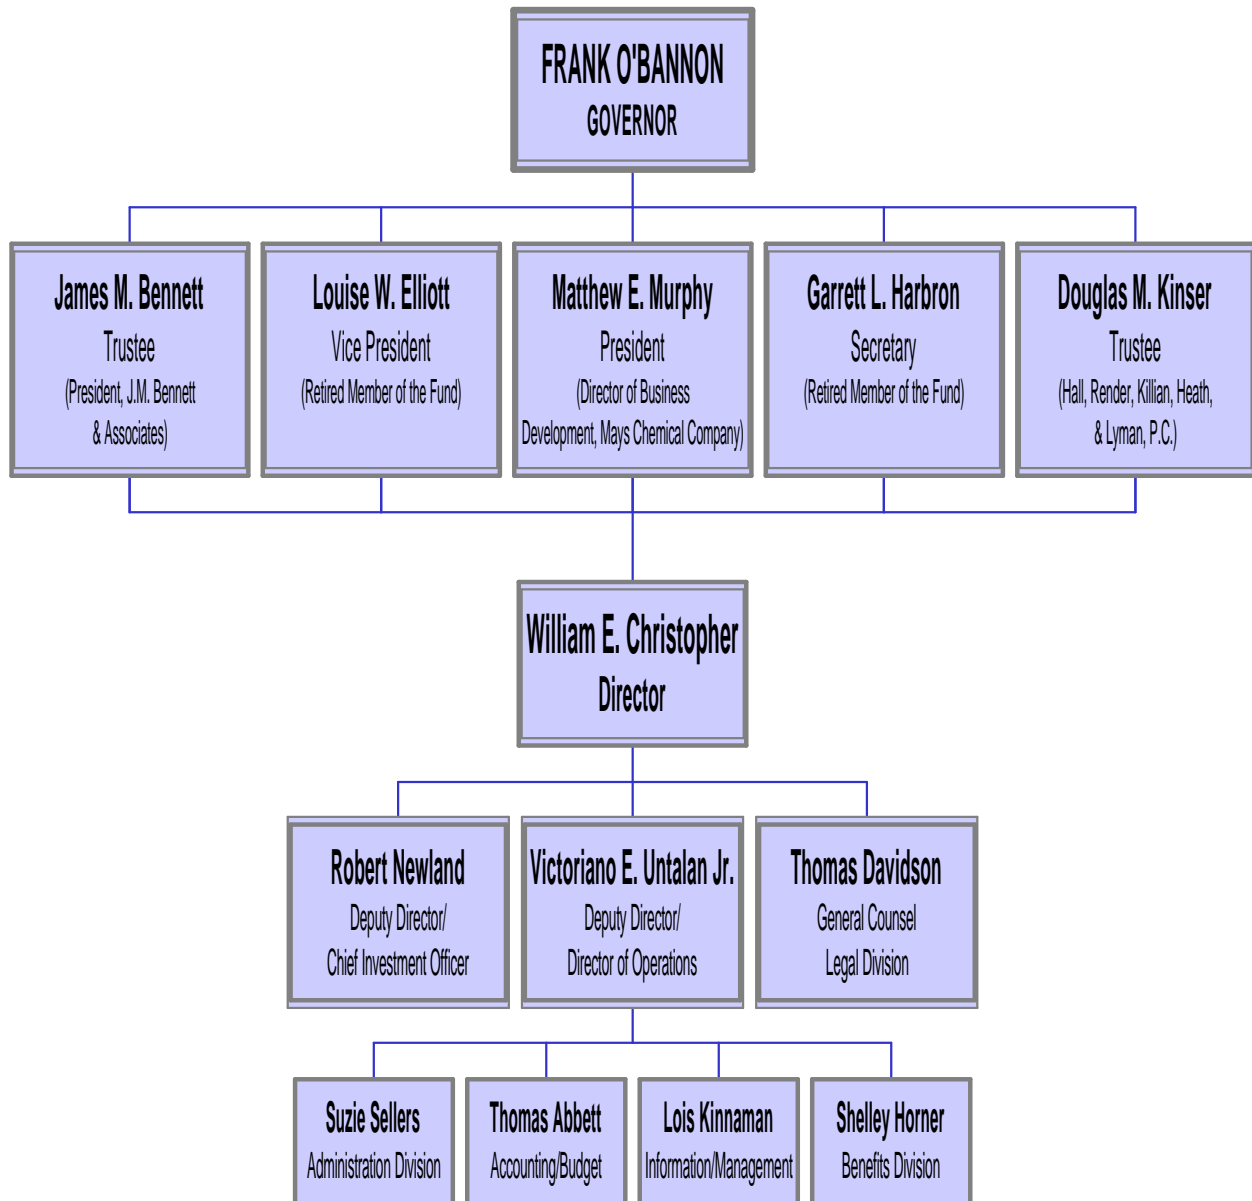 FRANK O'BANNON
GOVERNOR
James M. Bennett
Trustee
(President, J.M. Bennett
& Associates)
Louise W. Elliott
Vice President
(Retired Member of the Fund)
Matthew E. Murphy
President
(Director of Business
Development, Mays Chemical Company)
Garrett L. Harbron
Secretary
(Retired Member of the Fund)
Douglas M. Kinser
Trustee
(Hall, Render, Killian, Heath,
& Lyman, P.C.)
William E. Christopher
Director
Robert Newland
Deputy Director/
Chief Investment Officer
Victoriano E. Untalan Jr.
Deputy Director/
Director of Operations
Thomas Davidson
General Counsel
Legal Division
Suzie Sellers
Administration Division
Thomas Abbett
Accounting/Budget
Lois Kinnaman
Information/Management
Shelley Horner
Benefits Division